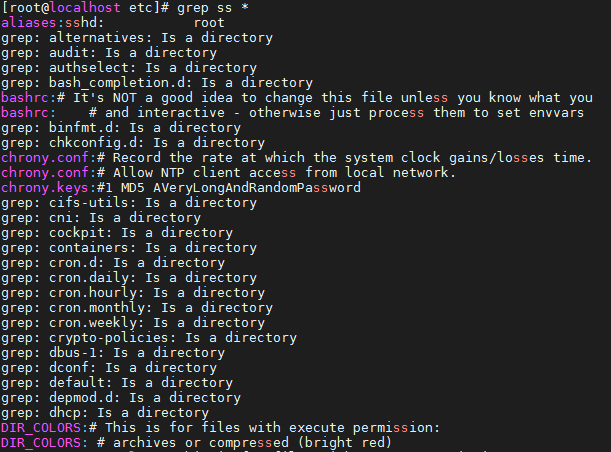 [root@localhost etc]# grep ss *
aliases:sshd:           root
grep: alternatives: Is a directory
grep: audit: Is a directory
grep: authselect: Is a directory
grep: bash_completion.d: Is a directory
bashrc:# It's NOT a good idea to change this file unless you know what you
bashrc:    # and interactive - otherwise just process them to set envvars
grep: binfmt.d: Is a directory
grep: chkconfig.d: Is a directory
chrony.conf:# Record the rate at which the system clock gains/losses time.
chrony.conf:# Allow NTP client access from local network.
chrony.keys:#1 MD5 AVeryLongAndRandomPassword
grep: cifs-utils: Is a directory
grep: cni: Is a directory
grep: cockpit: Is a directory
grep: containers: Is a directory
grep: cron.d: Is a directory
grep: cron.daily: Is a directory
grep: cron.hourly: Is a directory
grep: cron.monthly: Is a directory
grep: cron.weekly: Is a directory
grep: crypto-policies: Is a directory
grep: dbus-1: Is a directory
grep: dconf: Is a directory
grep: default: Is a directory
grep: depmod.d: Is a directory
grep: dhcp: Is a directory
DIR_COLORS:# This is for files with execute permission:
DIR_COLORS: # archives or compressed (bright red)